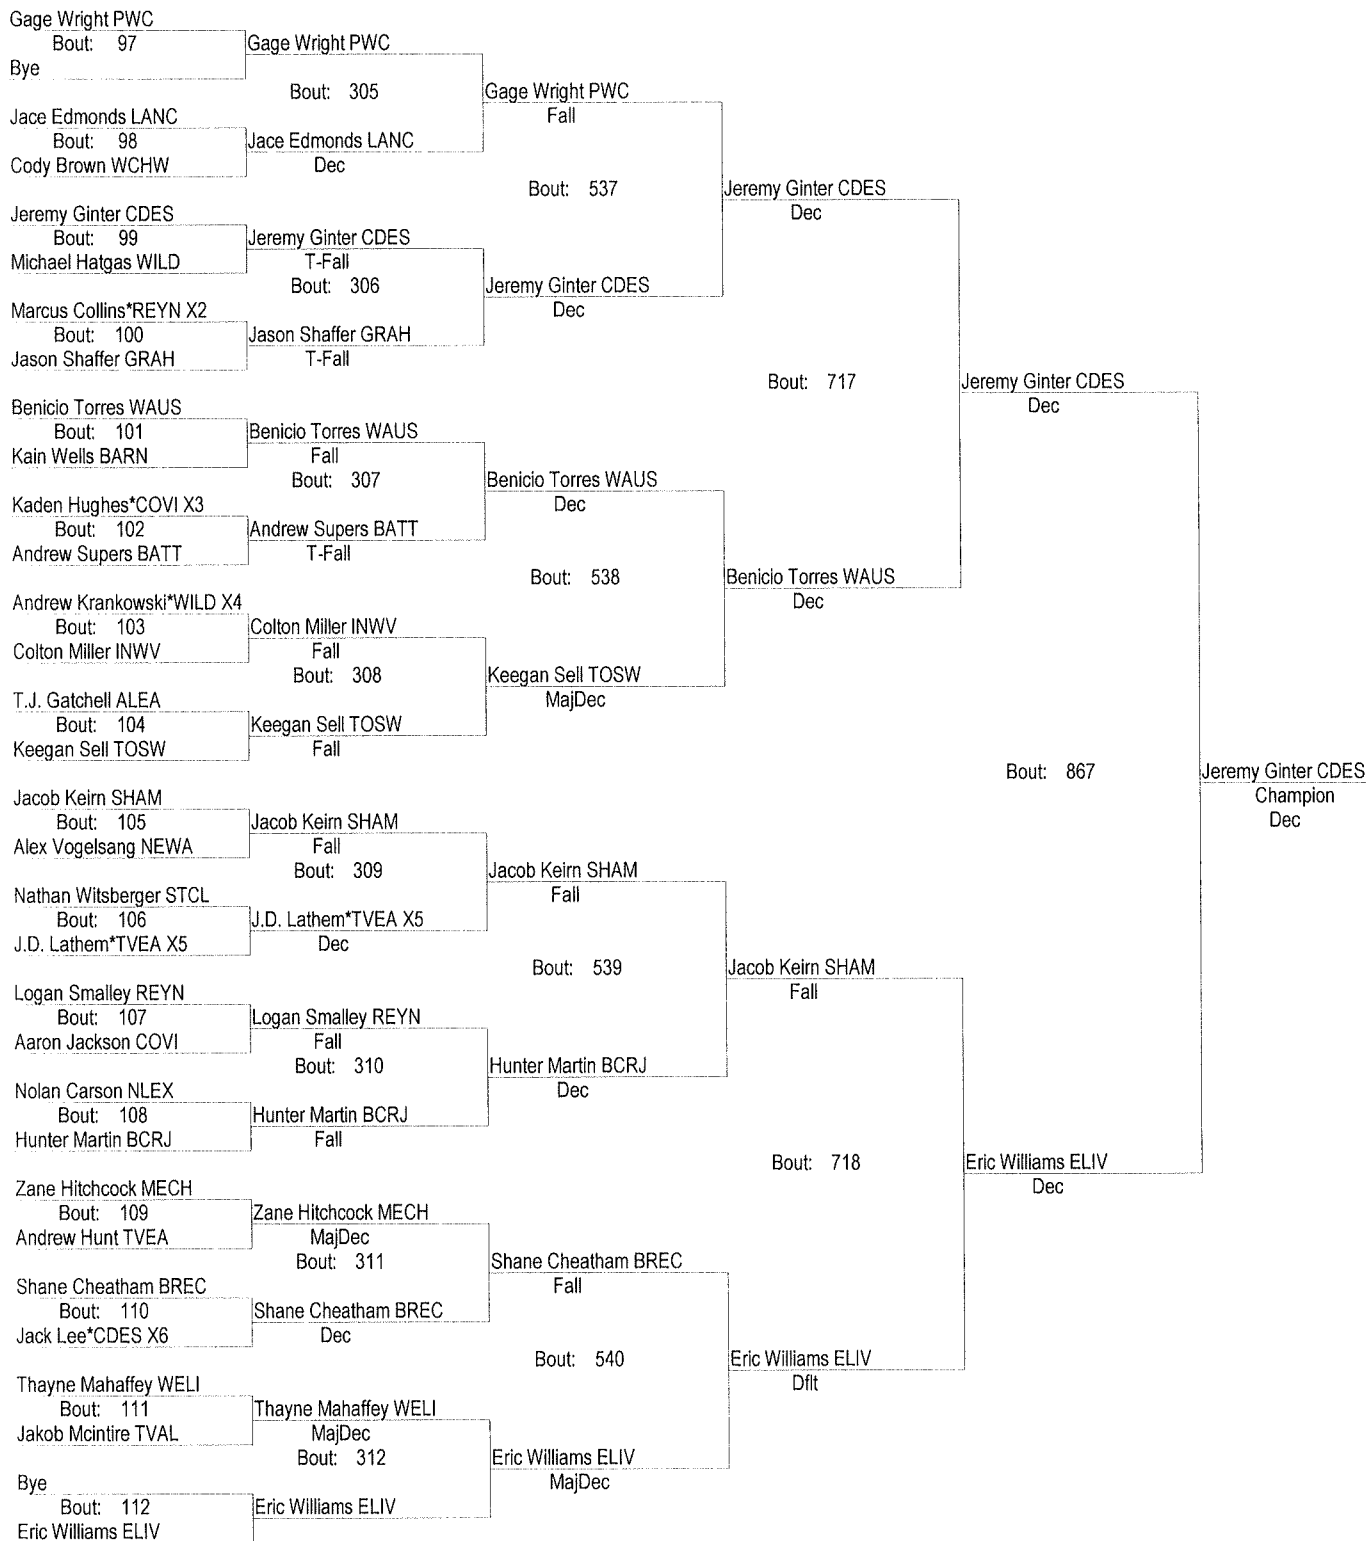 Gage Wright PWC
Bout: 97
Bye
Gage Wright PWC
Bout: 305
Jace Edmonds LANC
Bout: 98
Cody Brown WCHW
Jace Edmonds LANC
Dec
Gage Wright PWC
Fall
Bout: 537
Jeremy Ginter CDES
Bout: 99
Michael Hatgas WILD
Jeremy Ginter CDES
T-Fall
Bout: 306
Marcus Collins*REYN X2
Bout: 100
Jason Shaffer GRAH
Jason Shaffer GRAH
T-Fall
Jeremy Ginter CDES
Dec
Jeremy Ginter CDES
Dec
Bout: 717
Benicio Torres WAUS
Bout: 101
Kain Wells BARN
Benicio Torres WAUS
Fall
Bout: 307
Kaden Hughes*COVI X3
Bout: 102
Andrew Supers BATT
Andrew Supers BATT
T-Fall
Benicio Torres WAUS
Dec
Bout: 538
Andrew Krankowski*WILD X4
Bout: 103
Colton Miller INWV
Colton Miller INWV
Fall
Bout: 308
T.J. Gatchell ALEA
Bout: 104
Keegan Sell TOSW
Keegan Sell TOSW
Fall
Keegan Sell TOSW
MajDec
Benicio Torres WAUS
Dec
Jeremy Ginter CDES
Dec
Bout: 867
Jeremy Ginter CDES
Champion
Dec
Jacob Keirn SHAM
Bout: 105
Alex Vogelsang NEWA
Jacob Keirn SHAM
Fall
Bout: 309
Nathan Witsberger STCL
Bout: 106
J.D. Lathem*TVEA X5
J.D. Lathem*TVEA X5
Dec
Jacob Keirn SHAM
Fall
Bout: 539
Logan Smalley REYN
Bout: 107
Aaron Jackson COVI
Logan Smalley REYN
Fall
Bout: 310
Nolan Carson NLEX
Bout: 108
Hunter Martin BCRJ
Hunter Martin BCRJ
Fall
Hunter Martin BCRJ
Dec
Jacob Keirn SHAM
Fall
Bout: 718
Zane Hitchcock MECH
Bout: 109
Andrew Hunt TVEA
Zane Hitchcock MECH
MajDec
Bout: 311
Shane Cheatham BREC
Bout: 110
Jack Lee*CDES X6
Shane Cheatham BREC
Dec
Shane Cheatham BREC
Fall
Bout: 540
Thayne Mahaffey WELI
Bout: 111
Jakob Mcintire TVAL
Thayne Mahaffey WELI
MajDec
Bout: 312
Bye
Bout: 112
Eric Williams ELIV
Eric Williams ELIV
Eric Williams ELIV
MajDec
Eric Williams ELIV
Dflt
Eric Williams ELIV
Dec